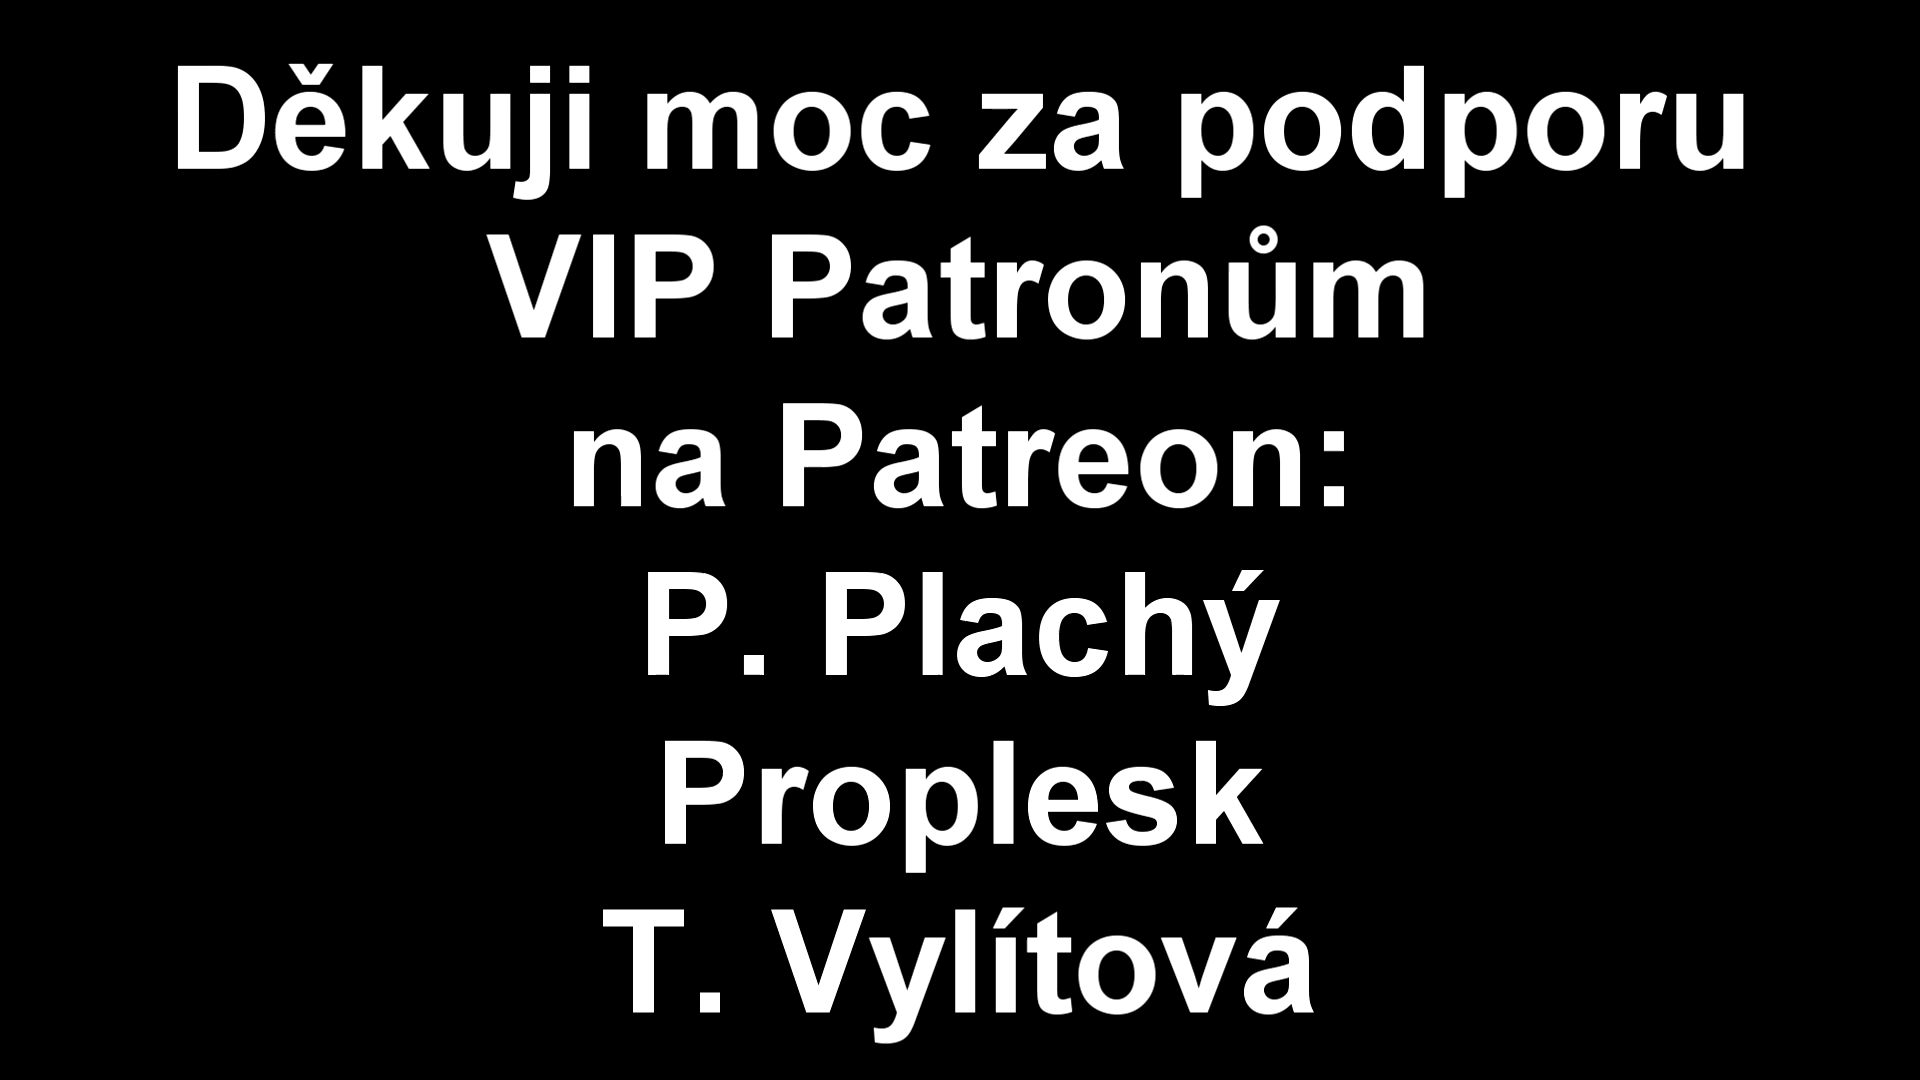 Děkuji moc za podporu
VIP Patronům
na Patreon:
P. Plachý
Proplesk
T. Vylítová